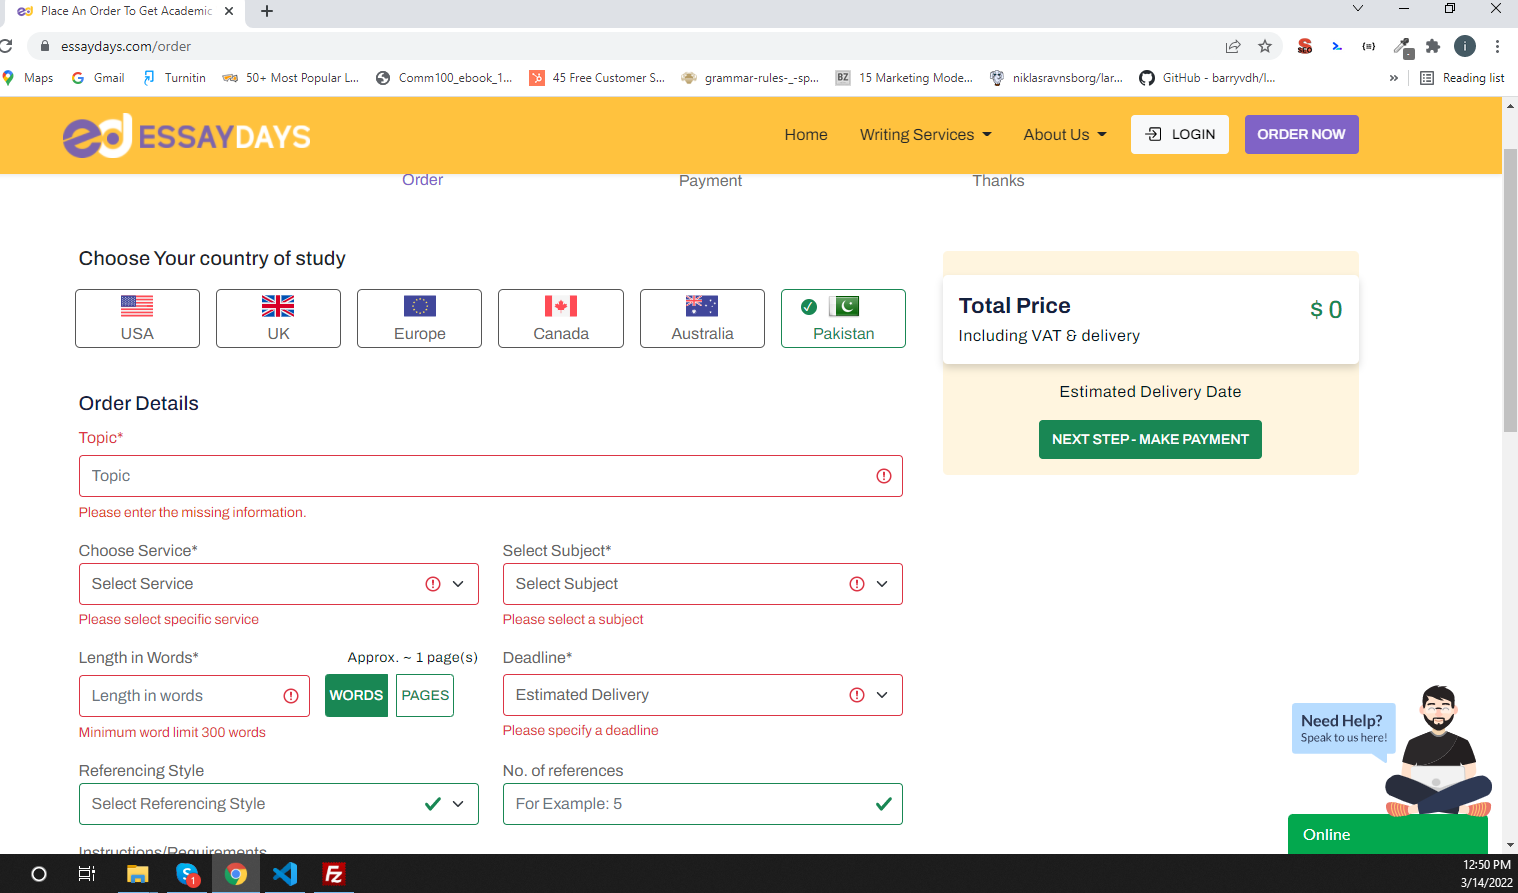 Place An Order To Get Academic
essaydays.com/order
Maps Gmail Turnitin 50+ Most Popular L... Comm100_ebook_1... 45 Free Customer S... grammar-rules-_-sp... BZ 15 Marketing Mode... niklasravnsborg/lar... GitHub - barryvdh/l... » Reading list
ed ESSAYDAYS Home Writing Services About Us LOGIN ORDER NOW
Order Payment Thanks
Choose Your country of study
USA UK Europe Canada Australia Pakistan
Total Price $ 0
Including VAT & delivery
Estimated Delivery Date
NEXT STEP - MAKE PAYMENT
Order Details
Topic*
Topic
Please enter the missing information.
Choose Service* Select Subject*
Select Service Select Subject
Please select specific service Please select a subject
Length in Words* Approx. ~ 1 page(s) Deadline*
Length in words WORDS PAGES Estimated Delivery
Minimum word limit 300 words Please specify a deadline
Referencing Style No. of references
Select Referencing Style For Example: 5
Instructions/Requirements
Need Help?
Speak to us here!
Online
12:50 PM
3/14/2022